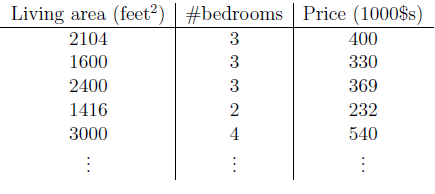 Living area (feet²) #bedrooms Price (1000$s)
2104 3 400
1600 3 330
2400 3 369
1416 2 232
3000 4 540
⋮ ⋮ ⋮